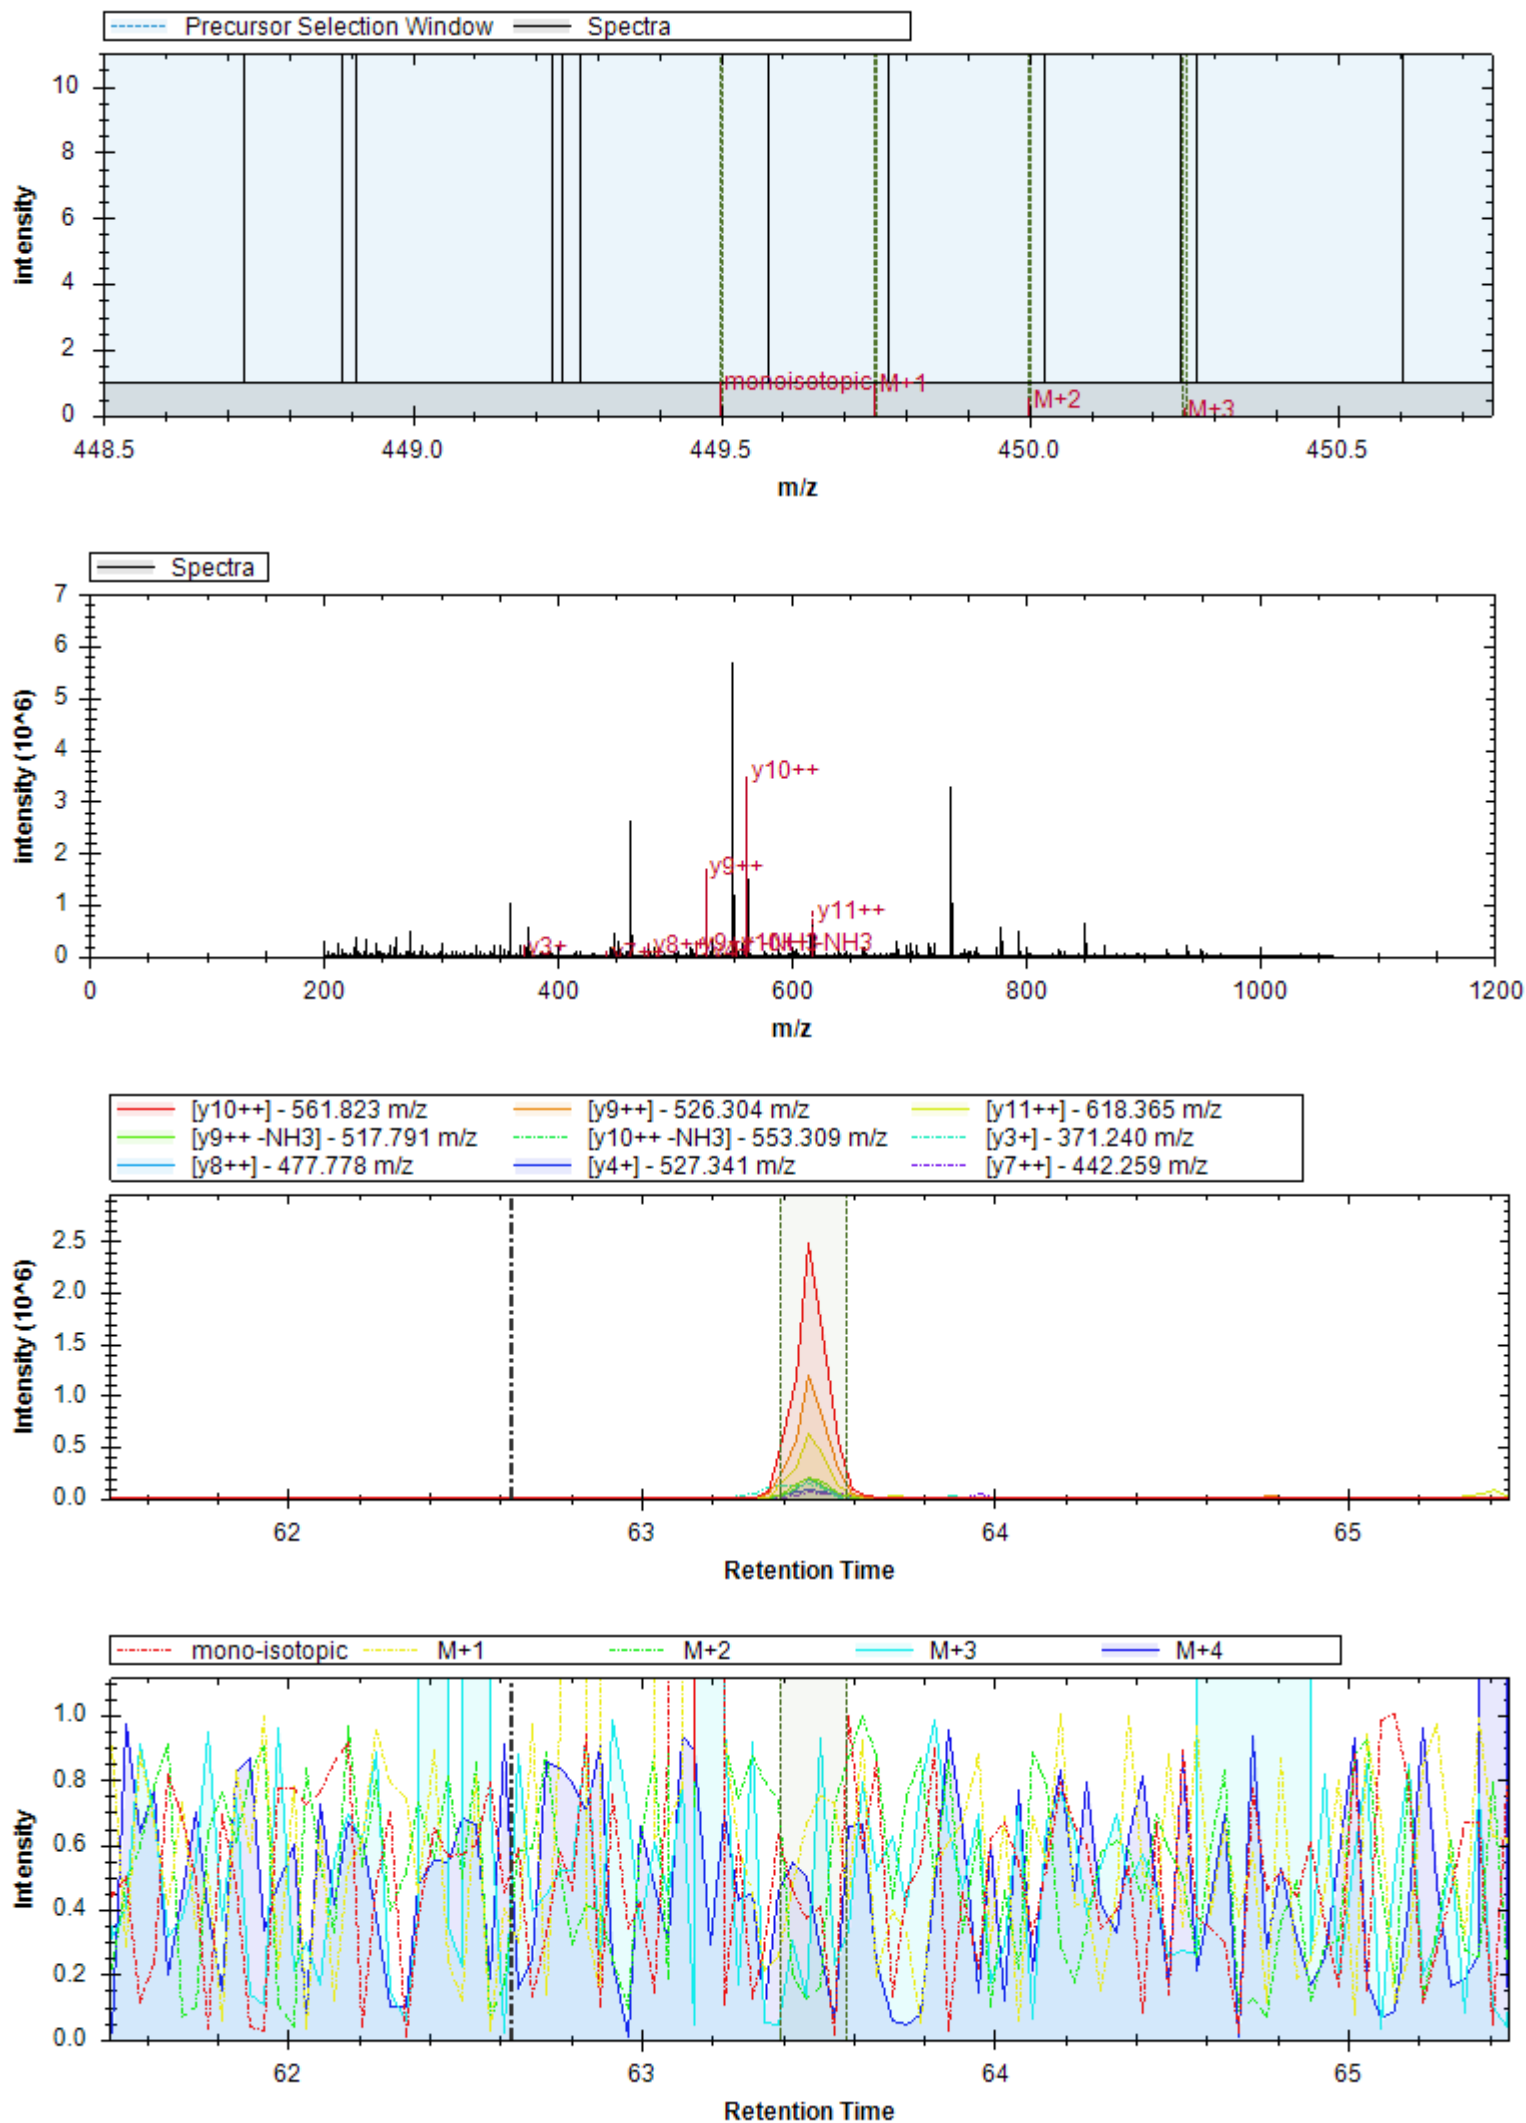 Precursor Selection Window Spectra
10
8
6
4
2
0
intensity
monoisotopic M+1
M+2
M+3
448.5 449.0 449.5 450.0 450.5
m/z
Spectra
7
6
5
4
3
2
1
0
intensity (10^6)
y10++
y9++
y11++
y3+ y8++ -NH3
0 200 400 600 800 1000 1200
m/z
[y10++] - 561.823 m/z [y9++] - 526.304 m/z [y11++] - 618.365 m/z
[y9++ -NH3] - 517.791 m/z [y10++ -NH3] - 553.309 m/z [y3+] - 371.240 m/z
[y8++] - 477.778 m/z [y4+] - 527.341 m/z [y7++] - 442.259 m/z
2.5
2.0
1.5
1.0
0.5
0.0
Intensity (10^6)
62 63 64 65
Retention Time
mono-isotopic M+1 M+2 M+3 M+4
1.0
0.8
0.6
0.4
0.2
0.0
Intensity
62 63 64 65
Retention Time